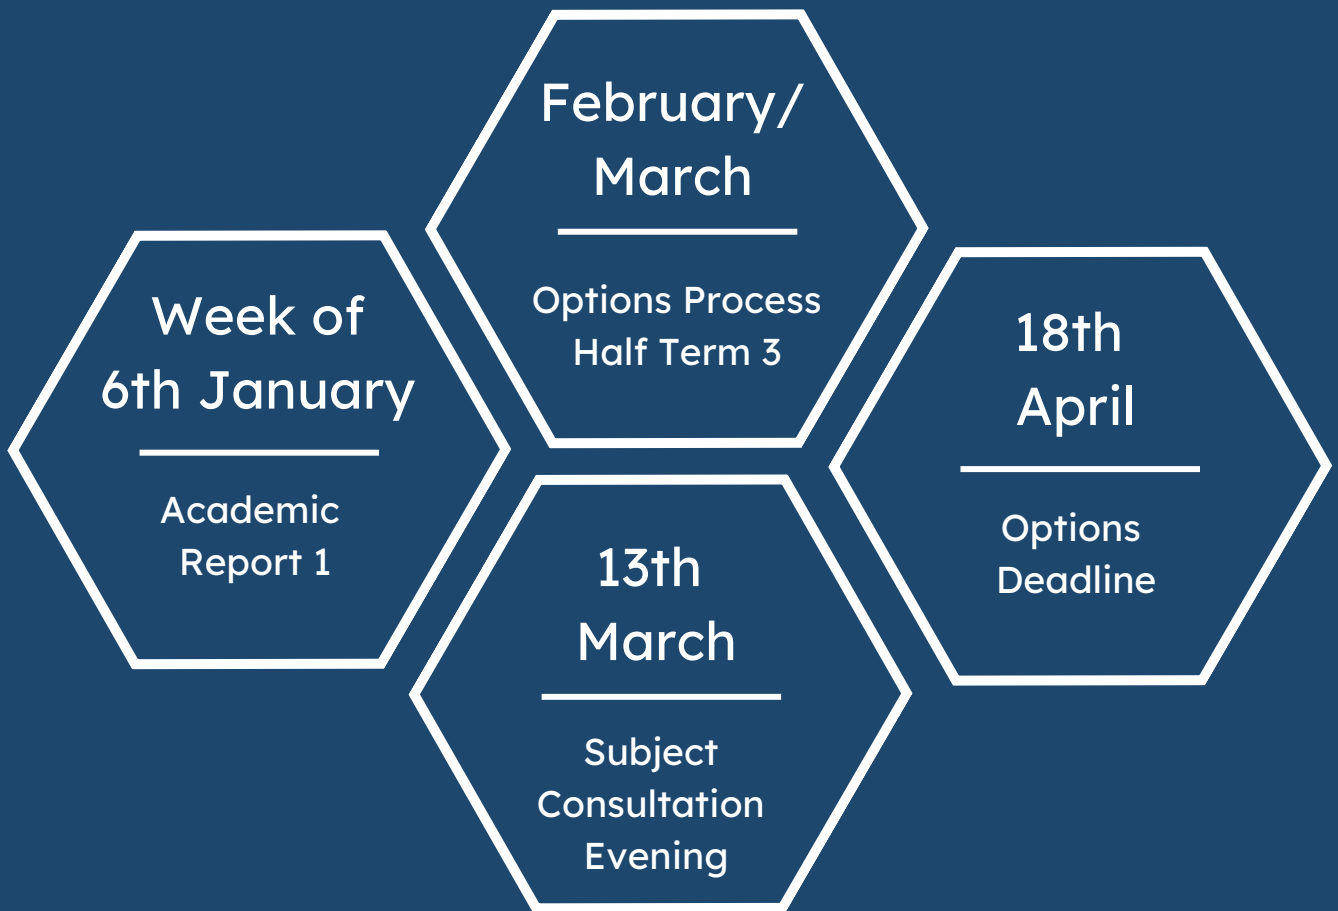 Week of
6th January
Academic
Report 1
February/
March
Options Process
Half Term 3
13th
March
Subject
Consultation
Evening
18th
April
Options
Deadline